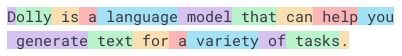 Dolly is a language model that can help you
generate text for a variety of tasks.